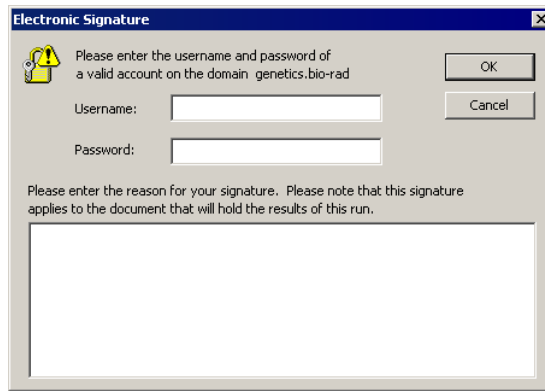 Electronic Signature
Please enter the username and password of
a valid account on the domain genetics.bio-rad
OK
Username:
Cancel
Password:
Please enter the reason for your signature. Please note that this signature
applies to the document that will hold the results of this run.